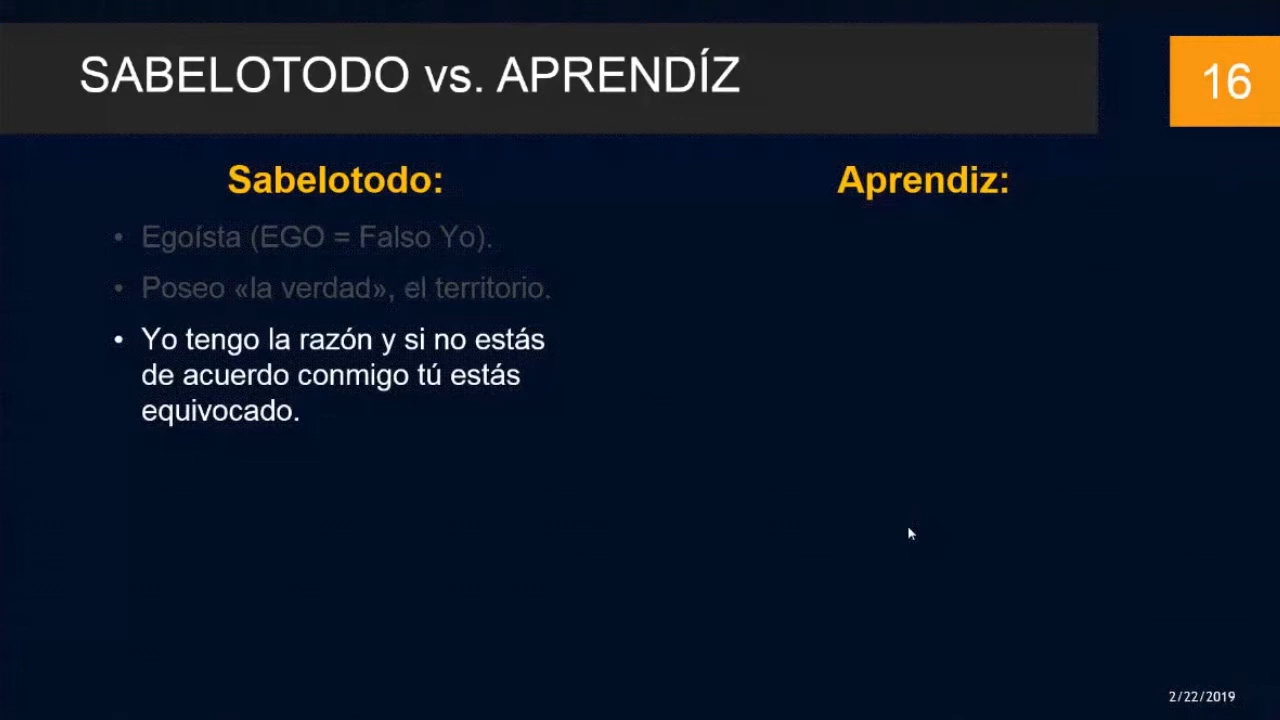 SABELOTODO vs. APRENDÍZ
16
Sabelotodo:
• Egoísta (EGO = Falso Yo).
• Poseo «la verdad», el territorio.
• Yo tengo la razón y si no estás
de acuerdo conmigo tú estás
equivocado.
Aprendiz:
2/22/2019